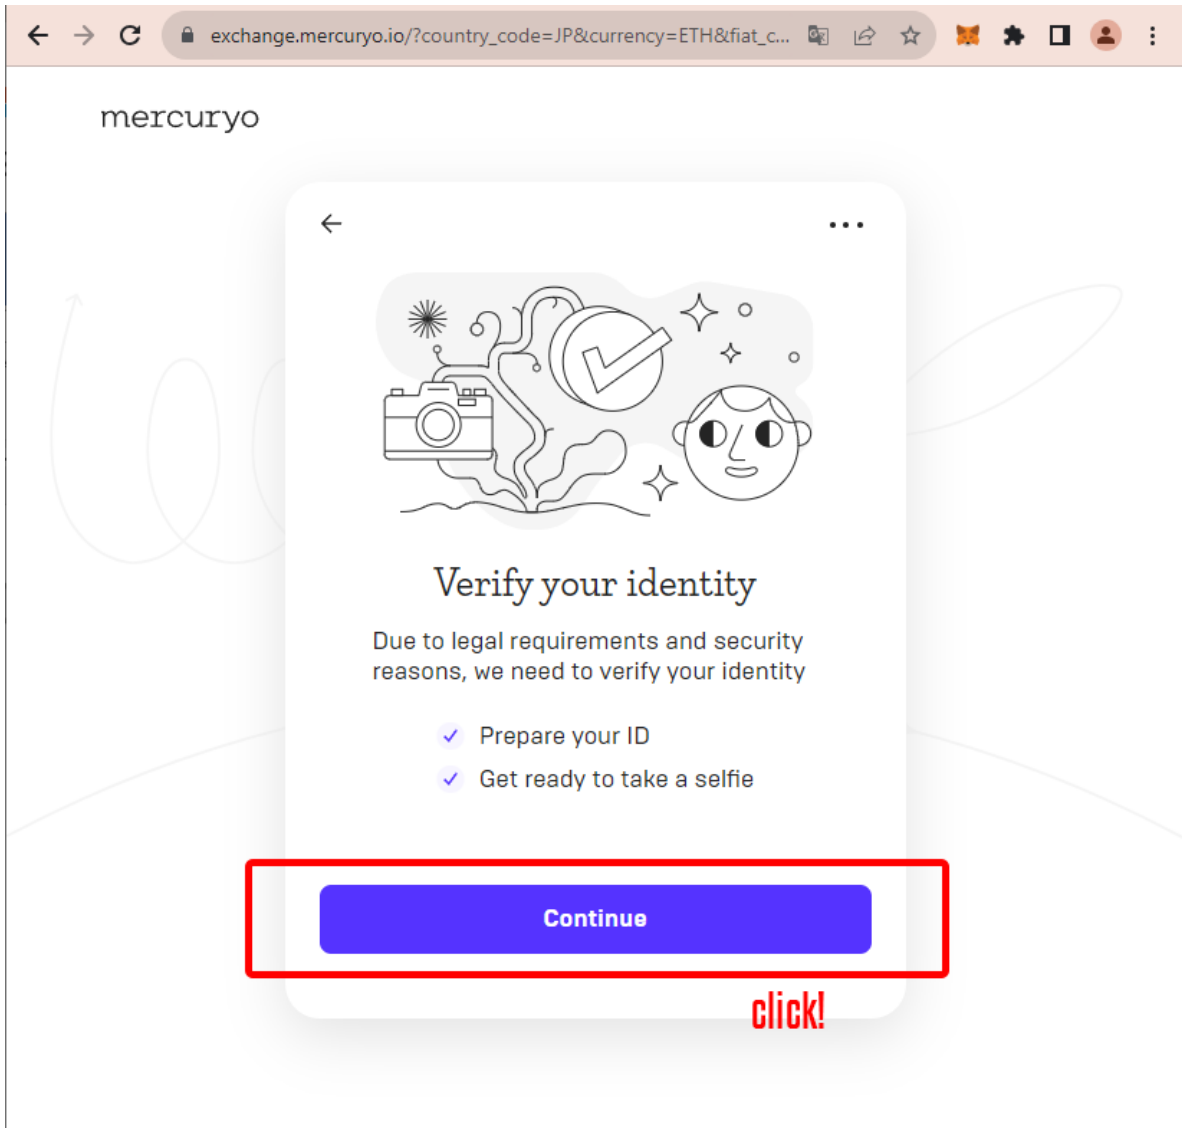 exchange.mercuryo.io/?country_code=JP&currency=ETH&fiat_c...
mercuryo
Verify your identity
Due to legal requirements and security
reasons, we need to verify your identity
Prepare your ID
Get ready to take a selfie
Continue
click!